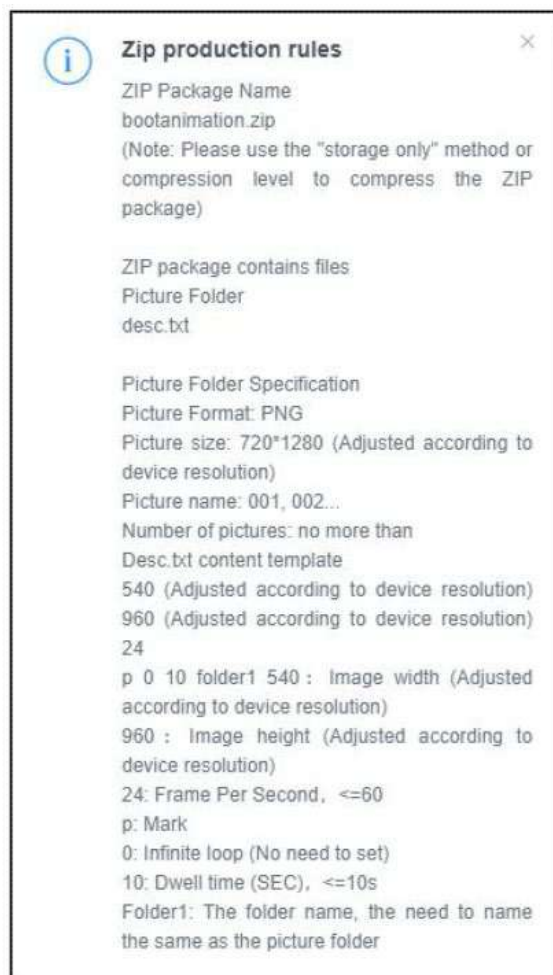 Zip production rules
ZIP Package Name
bootanimation.zip
(Note: Please use the "storage only" method or
compression level to compress the ZIP
package)
ZIP package contains files
Picture Folder
desc.txt
Picture Folder Specification
Picture Format: PNG
Picture size: 720*1280 (Adjusted according to
device resolution)
Picture name: 001, 002...
Number of pictures: no more than
Desc.txt content template
540 (Adjusted according to device resolution)
960 (Adjusted according to device resolution)
24
p 0 10 folder1 540： Image width (Adjusted
according to device resolution)
960： Image height (Adjusted according to
device resolution)
24: Frame Per Second，<=60
p: Mark
0: Infinite loop (No need to set)
10: Dwell time (SEC)，<=10s
Folder1: The folder name, the need to name
the same as the picture folder